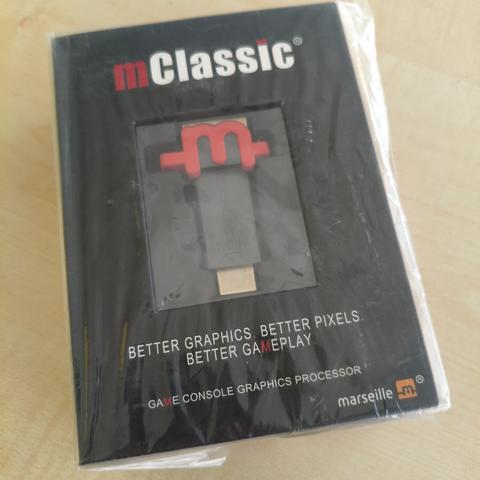 mClassic®
m
BETTER GRAPHICS, BETTER PIXELS
BETTER GAMEPLAY
GAME CONSOLE GRAPHICS PROCESSOR
marseille m®